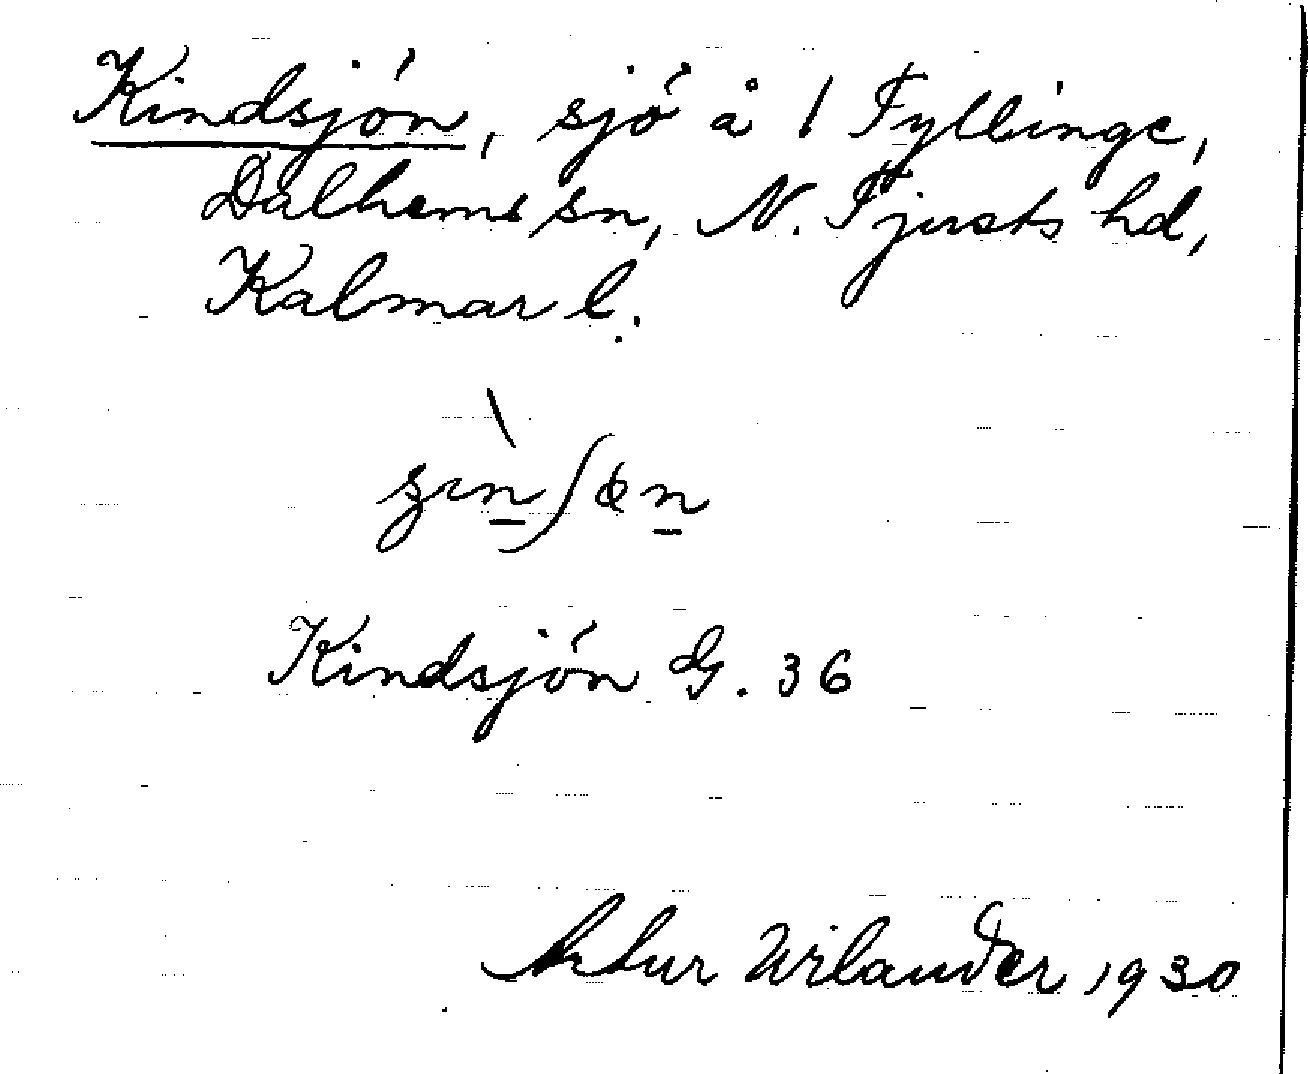 Kindsjön, sjö å 1 Fyllinge,
Dalhems sn, N. Tjusts hd,
Kalmar l.
Kindsjön G. 36
Artur Wilander 1930